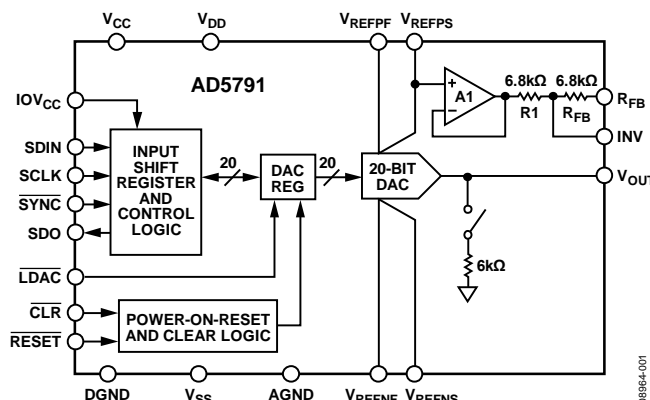 VCC
VDD
VREFPF
VREFPS
AD5791
IOVCC
SDIN
SCLK
SYNC
SDO
LDAC
CLR
RESET
INPUT
SHIFT
REGISTER
AND
CONTROL
LOGIC
20
DAC
REG
20
20-BIT
DAC
A1
+
–
6.8kΩ
R1
6.8kΩ
RFB
RFB
INV
VOUT
6kΩ
POWER-ON-RESET
AND CLEAR LOGIC
DGND
VSS
AGND
VREFNF
VREFNS